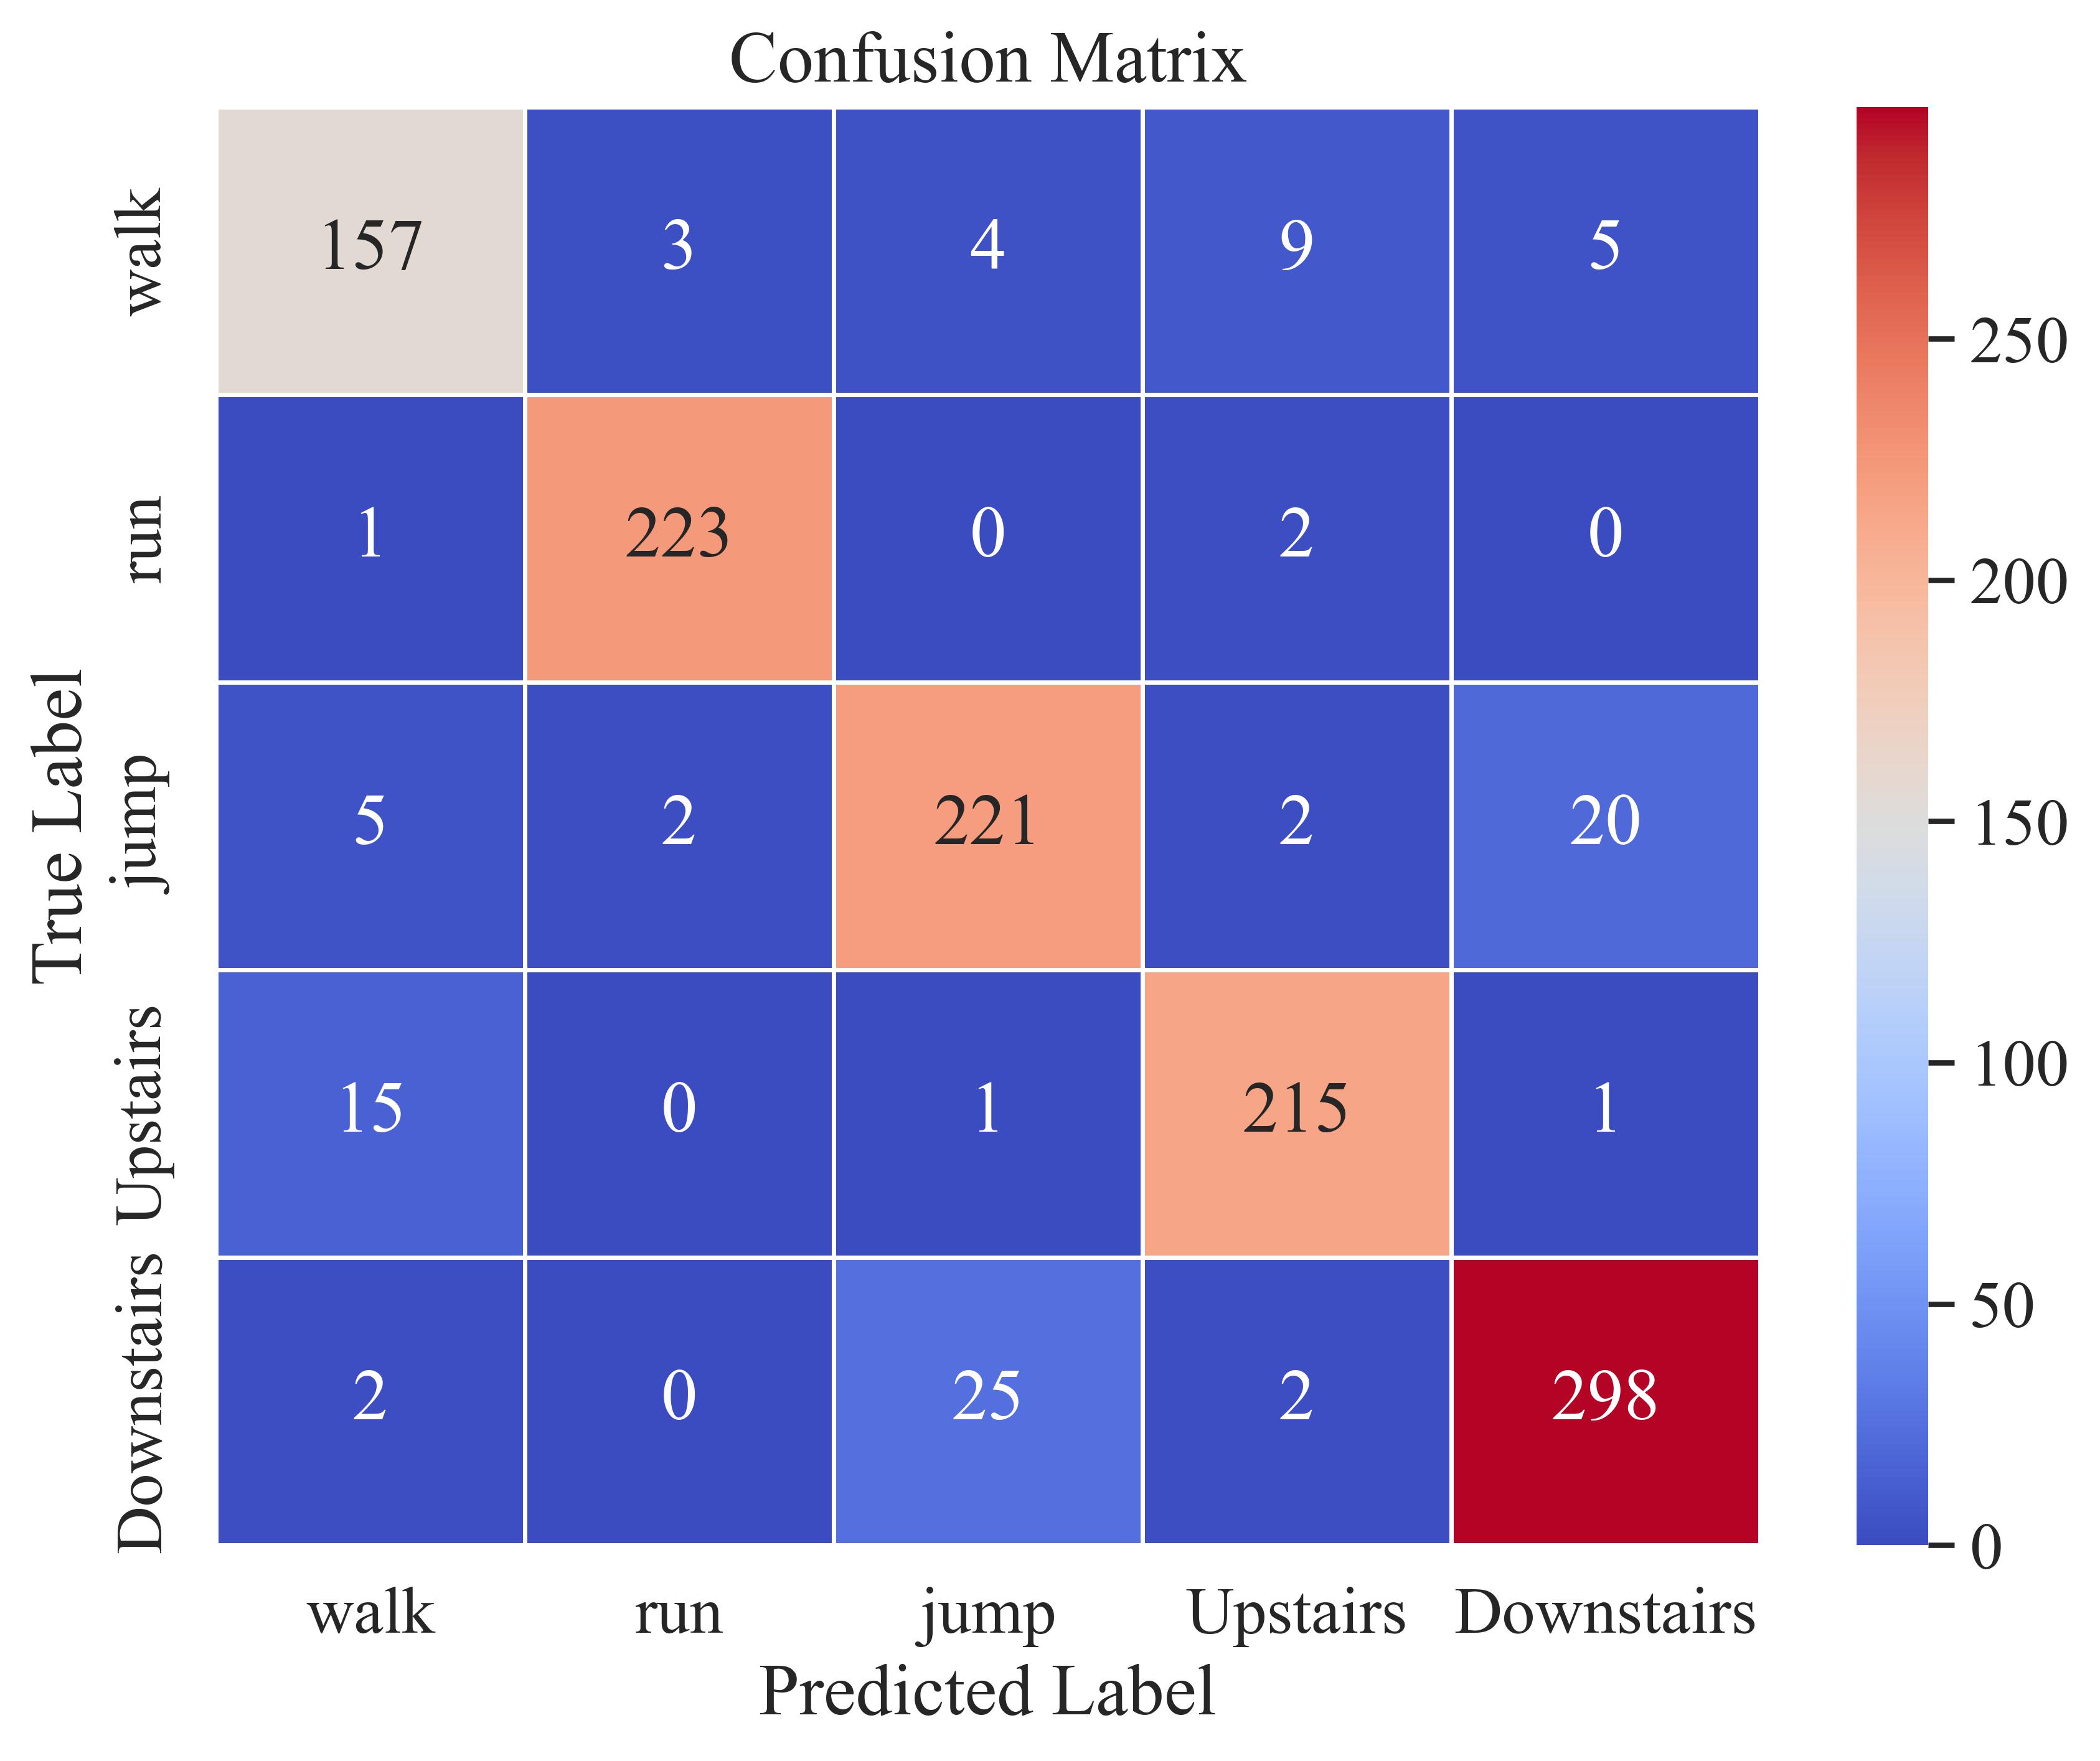 Confusion Matrix
walk 157 3 4 9 5
run 1 223 0 2 0
jump 5 2 221 2 20
Upstairs 15 0 1 215 1
Downstairs 2 0 25 2 298
True Label
walk run jump Upstairs Downstairs
Predicted Label
250
200
150
100
50
0